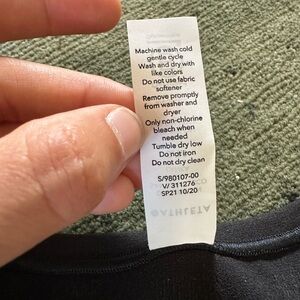 Machine wash cold
gentle cycle
Wash and dry with
like colors
Do not use fabric
softener
Remove promptly
from washer and
dryer
Only non-chlorine
bleach when
needed
Tumble dry low
Do not iron
Do not dry clean
S/980107-00
V/ 311276
SP21 10/20
ATHLETA